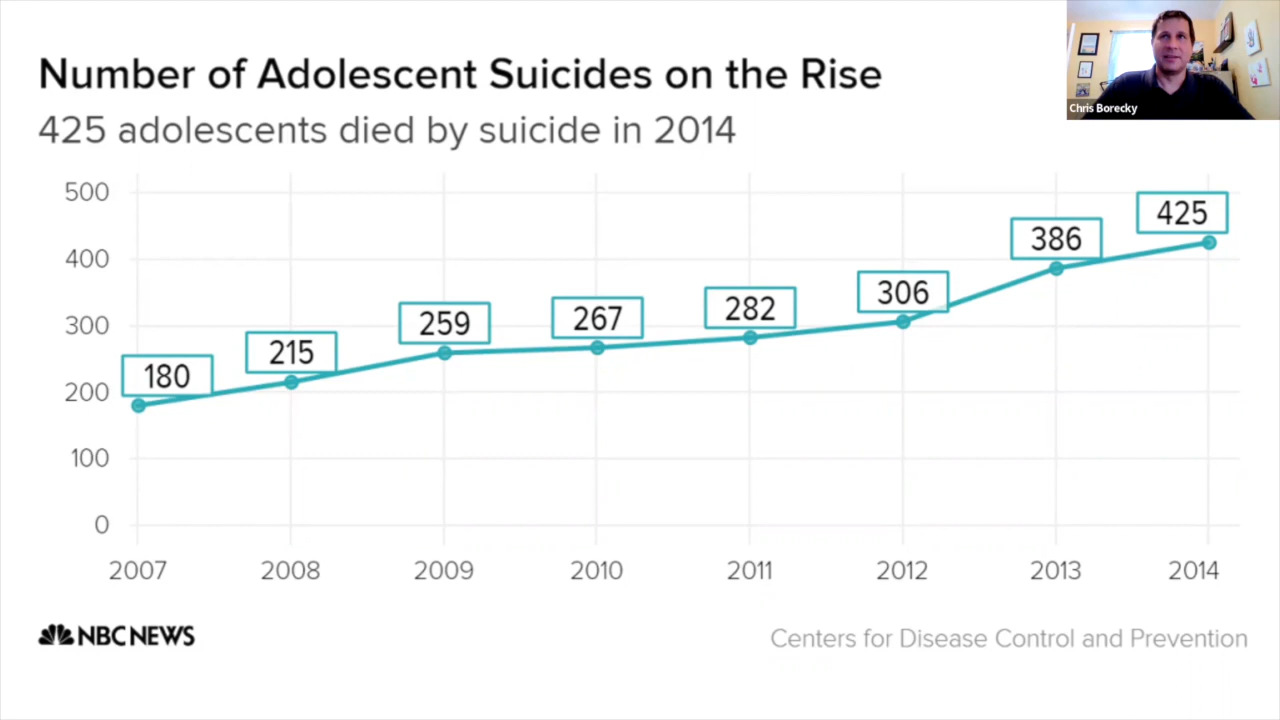 Number of Adolescent Suicides on the Rise
425 adolescents died by suicide in 2014
Chris Borecky
500
400
300
200
100
0
180
215
259
267
282
306
386
425
2007 2008 2009 2010 2011 2012 2013 2014
NBC NEWS
Centers for Disease Control and Prevention